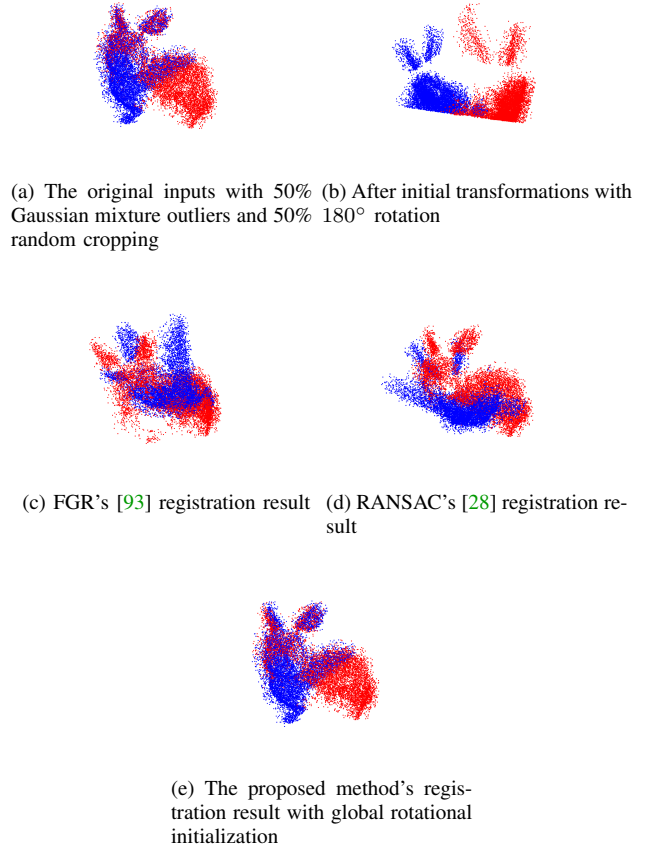 (a) The original inputs with 50%
Gaussian mixture outliers and 50%
random cropping
(b) After initial transformations with
180° rotation
(c) FGR's [93] registration result
(d) RANSAC's [28] registration re-
sult
(e) The proposed method's regis-
tration result with global rotational
initialization